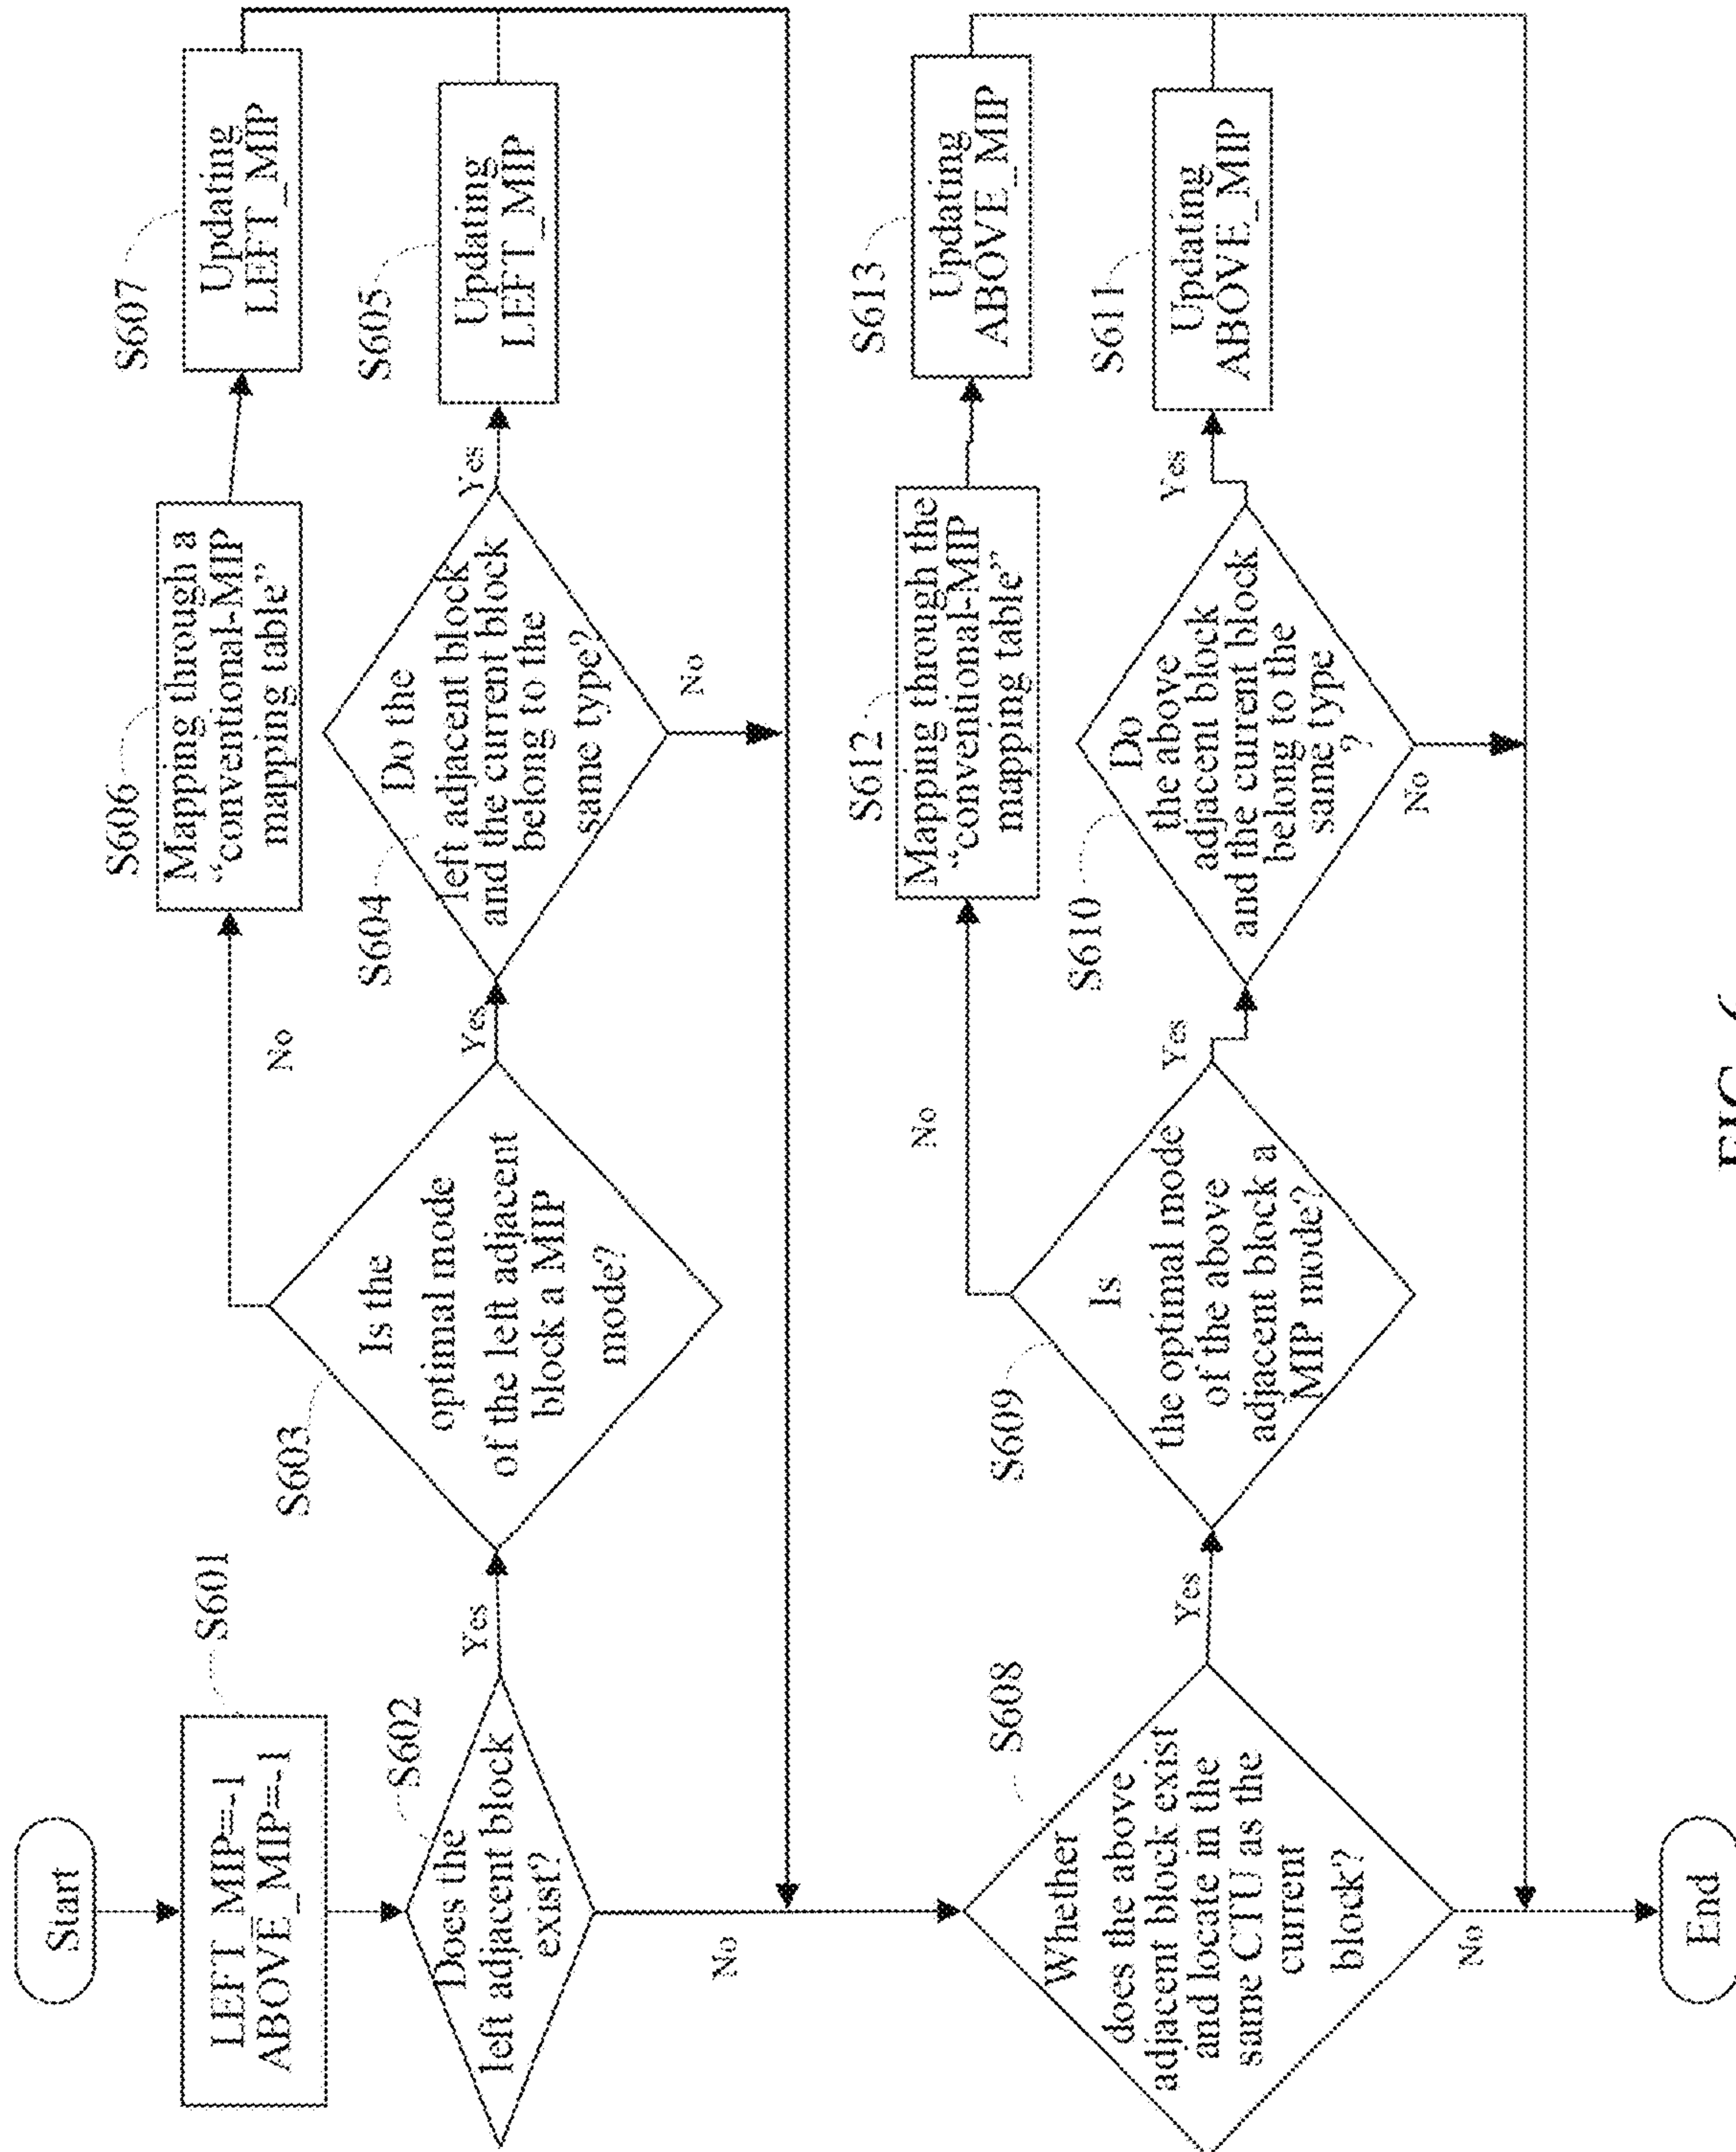 Start
LEFT_MIP=-1
ABOVE_MIP=-1
S601
Does the
left adjacent block
exist?
S602
Yes
No
Is the
optimal mode
of the left adjacent
block a MIP
mode?
S603
No
Yes
Mapping through a
“conventional-MIP
mapping table”
S606
Updating
LEFT_MIP
S607
Do the
left adjacent block
and the current block
belong to the
same type?
S604
Yes
No
Updating
LEFT_MIP
S605
Whether
does the above
adjacent block exist
and locate in the
same CTU as the
current
block?
S608
Yes
No
Is
the optimal mode
of the above
adjacent block a
MIP mode?
S609
No
Yes
Mapping through the
“conventional-MIP
mapping table”
S612
Updating
ABOVE_MIP
S613
Do
the above
adjacent block
and the current block
belong to the
same type
?
S610
Yes
No
Updating
ABOVE_MIP
S611
End
FIG.